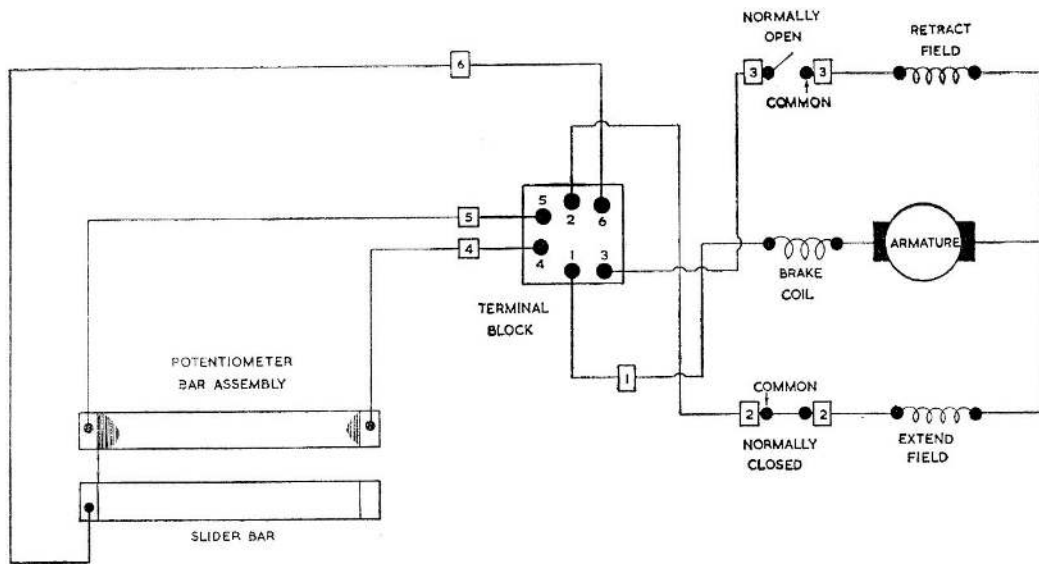 NORMALLY
OPEN
RETRACT
FIELD
6
3
3
COMMON
5
2
6
5
4
4
1
3
ARMATURE
BRAKE
COIL
TERMINAL
BLOCK
POTENTIOMETER
BAR ASSEMBLY
1
COMMON
2
2
NORMALLY
CLOSED
EXTEND
FIELD
SLIDER BAR